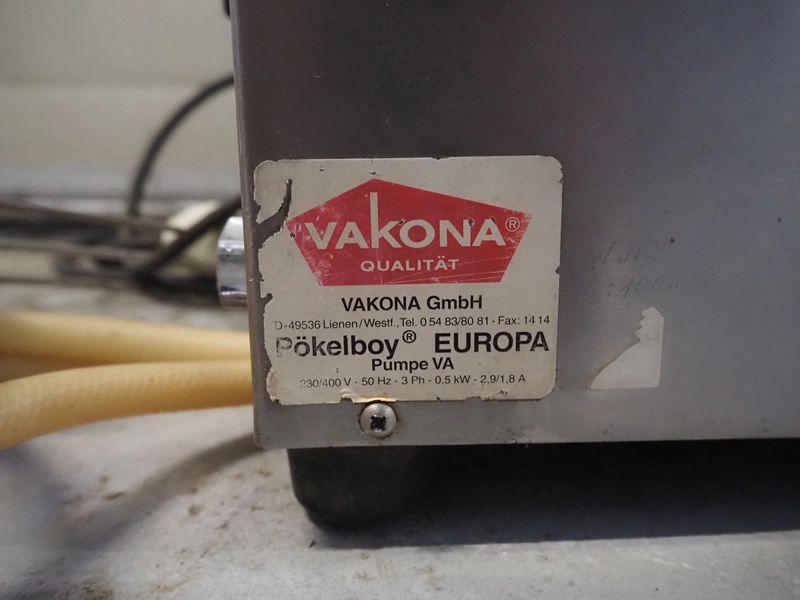 VAKONA®
QUALITÄT
VAKONA GmbH
D-49536 Lienen/Westf., Tel. 0 54 83/80 81 - Fax: 14 14
Pökelboy® EUROPA
Pumpe VA
230/400 V - 50 Hz - 3 Ph - 0,5 kW - 2,9/1,8 A